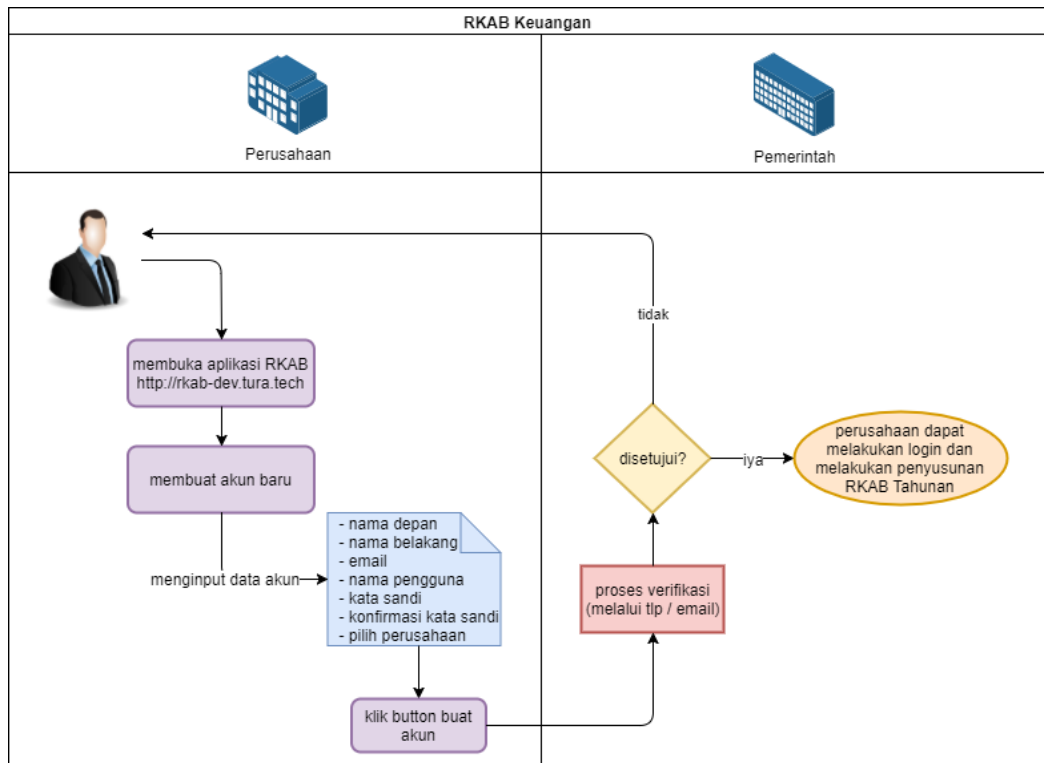 RKAB Keuangan
Perusahaan
Pemerintah
tidak
membuka aplikasi RKAB
http://rkab-dev.tura.tech
membuat akun baru
disetujui?
iya
perusahaan dapat
melakukan login dan
melakukan penyusunan
RKAB Tahunan
menginput data akun
- nama depan
- nama belakang
- email
- nama pengguna
- kata sandi
- konfirmasi kata sandi
- pilih perusahaan
proses verifikasi
(melalui tlp / email)
klik button buat
akun